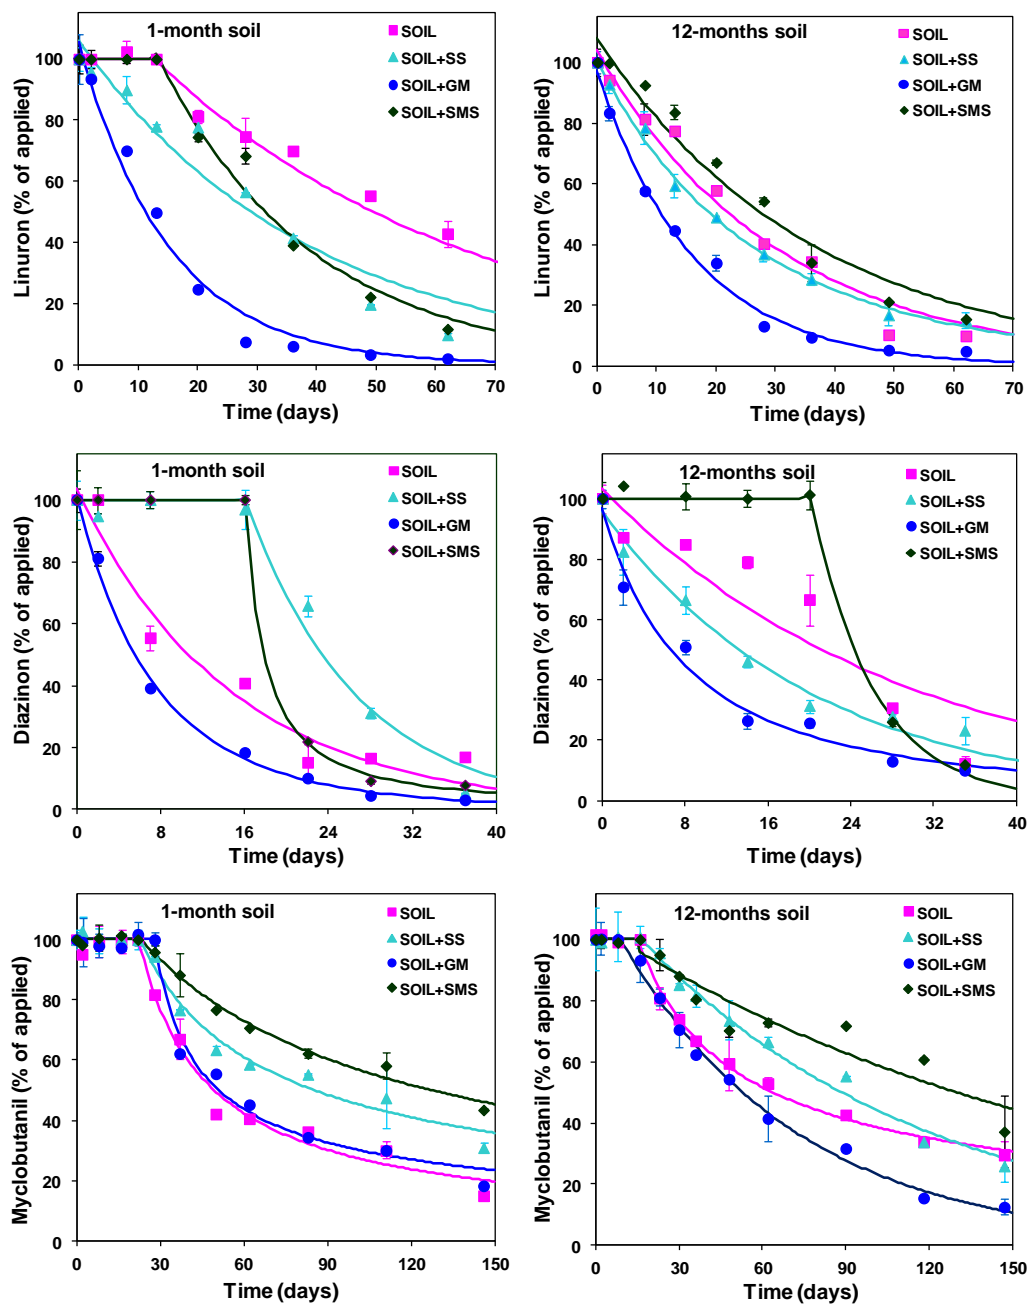 1-month soil
SOIL
SOIL+SS
SOIL+GM
SOIL+SMS
Linuron (% of applied)
100
80
60
40
20
0
0 10 20 30 40 50 60 70
Time (days)
12-months soil
SOIL
SOIL+SS
SOIL+GM
SOIL+SMS
Linuron (% of applied)
100
80
60
40
20
0
0 10 20 30 40 50 60 70
Time (days)
1-month soil
SOIL
SOIL+SS
SOIL+GM
SOIL+SMS
Diazinon (% of applied)
100
80
60
40
20
0
0 8 16 24 32 40
Time (days)
12-months soil
SOIL
SOIL+SS
SOIL+GM
SOIL+SMS
Diazinon (% of applied)
100
80
60
40
20
0
0 8 16 24 32 40
Time (days)
1-month soil
SOIL
SOIL+SS
SOIL+GM
SOIL+SMS
Myclobutanil (% of applied)
100
80
60
40
20
0
0 30 60 90 120 150
Time (days)
12-months soil
SOIL
SOIL+SS
SOIL+GM
SOIL+SMS
Myclobutanil (% of applied)
100
80
60
40
20
0
0 30 60 90 120 150
Time (days)